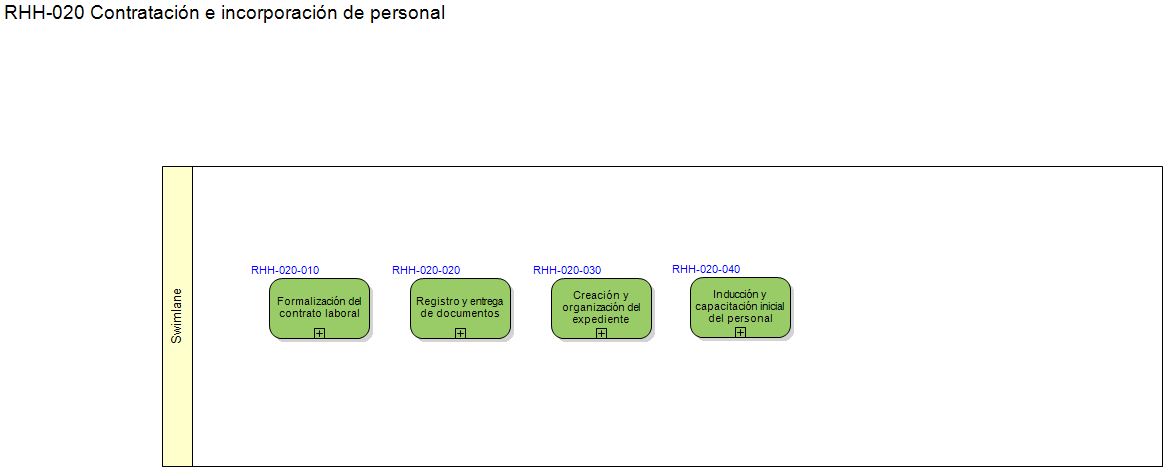 RHH-020 Contratación e incorporación de personal
Swimlane
RHH-020-010
Formalización del
contrato laboral
RHH-020-020
Registro y entrega
de documentos
RHH-020-030
Creación y
organización del
expediente
RHH-020-040
Inducción y
capacitación inicial
del personal